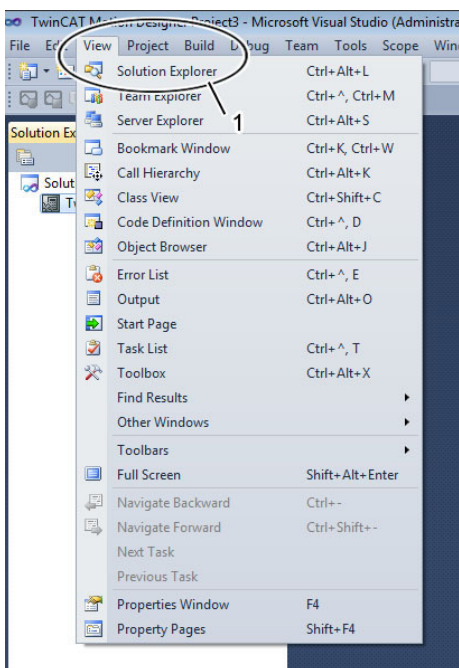 TwinCAT Motion Designer Project3 - Microsoft Visual Studio (Administra
File Edit View Project Build Debug Team Tools Scope Win
Solution Explorer Ctrl+Alt+L
Team Explorer Ctrl+^, Ctrl+M
Server Explorer Ctrl+Alt+S
1
Solution Ex
Bookmark Window Ctrl+K, Ctrl+W
Call Hierarchy Ctrl+Alt+K
Solut
Class View Ctrl+Shift+C
Tw
Code Definition Window Ctrl+^, D
Object Browser Ctrl+Alt+J
Error List Ctrl+^, E
Output Ctrl+Alt+O
Start Page
Task List Ctrl+^, T
Toolbox Ctrl+Alt+X
Find Results
Other Windows
Toolbars
Full Screen Shift+Alt+Enter
Navigate Backward Ctrl+-
Navigate Forward Ctrl+Shift+-
Next Task
Previous Task
Properties Window F4
Property Pages Shift+F4